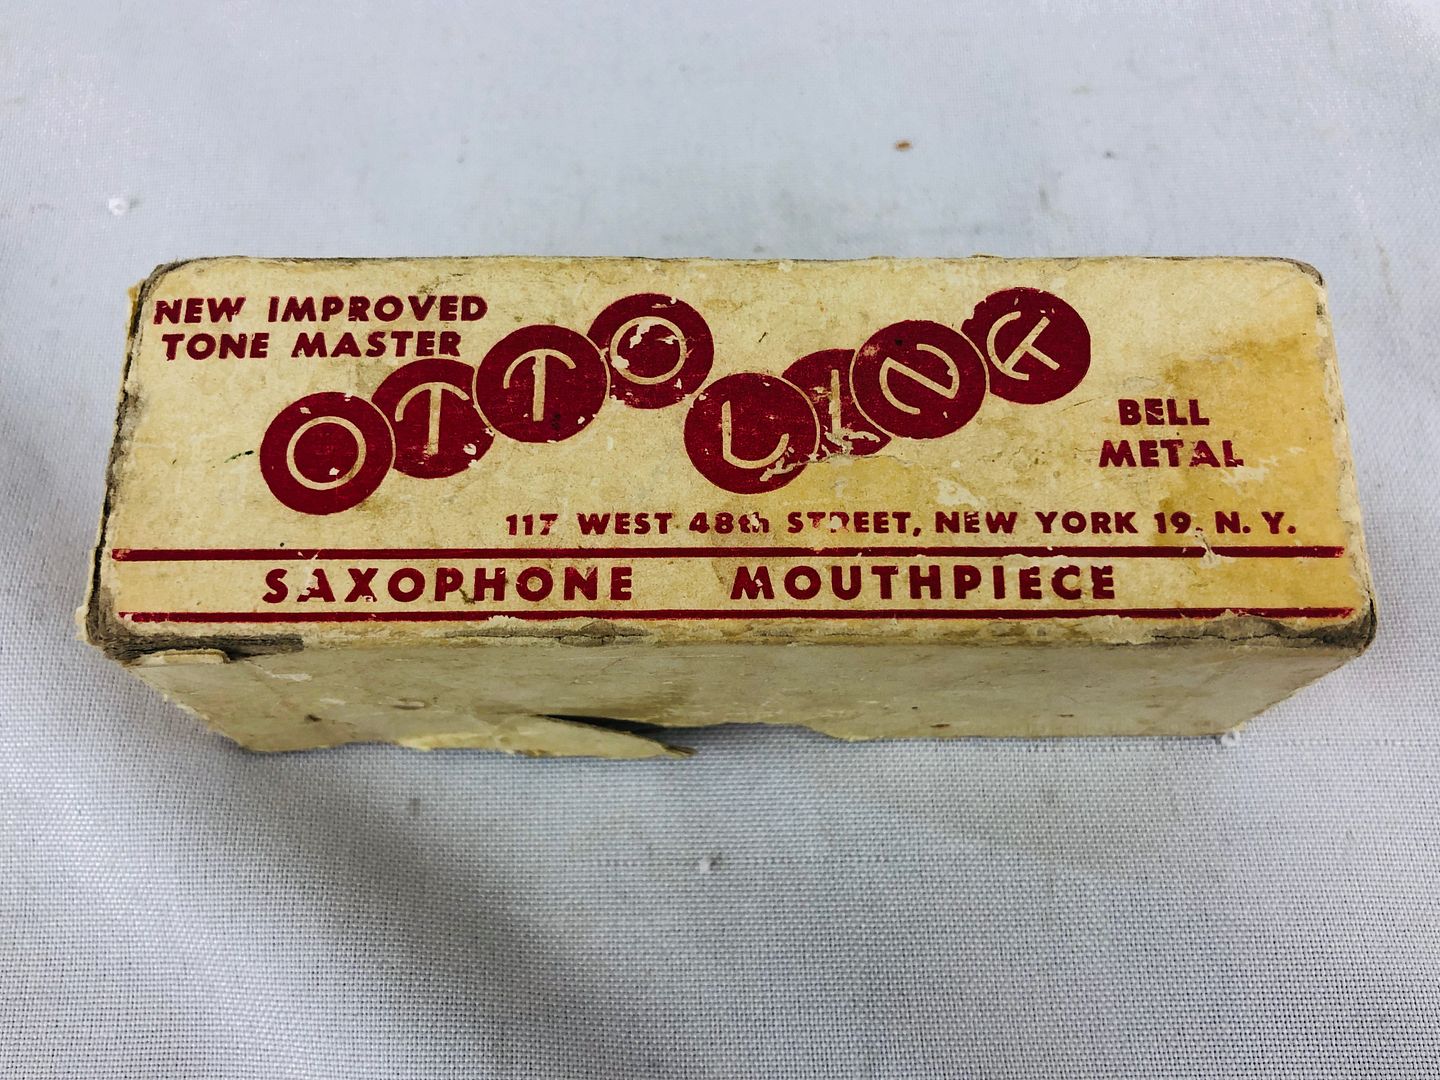 NEW IMPROVED
TONE MASTER
OTTO LINK
BELL
METAL
117 WEST 48th STREET, NEW YORK 19, N. Y.
SAXOPHONE MOUTHPIECE